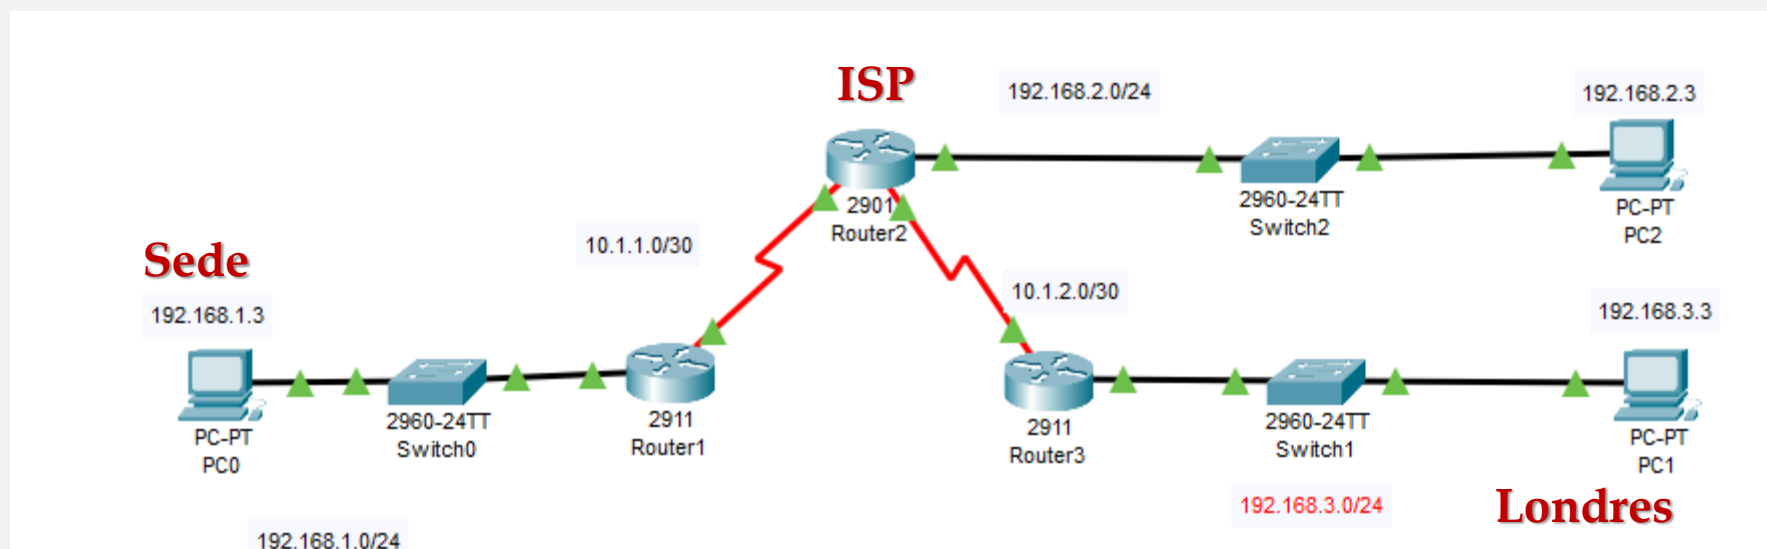 ISP
192.168.2.0/24
192.168.2.3
2901
Router2
2960-24TT
Switch2
PC-PT
PC2
10.1.1.0/30
Sede
192.168.1.3
10.1.2.0/30
192.168.3.3
PC-PT
PC0
2960-24TT
Switch0
2911
Router1
2911
Router3
2960-24TT
Switch1
PC-PT
PC1
192.168.3.0/24
Londres
192.168.1.0/24